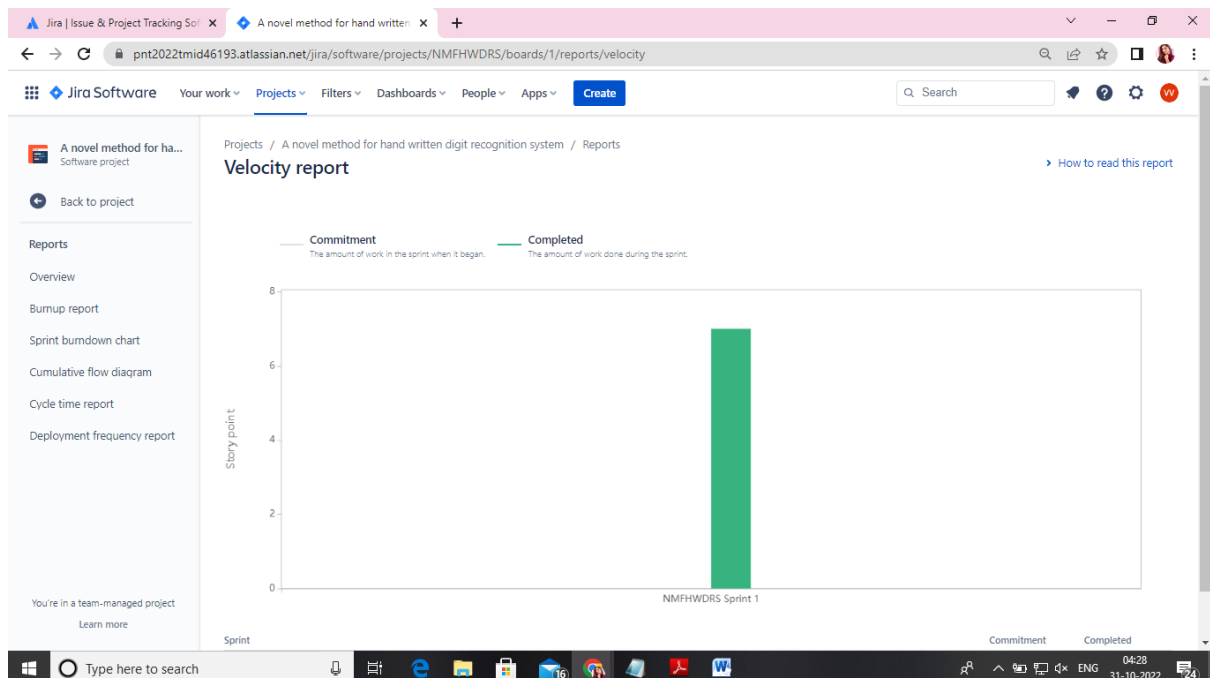 Jira | Issue & Project Tracking Sof
A novel method for hand written
pnt2022tmid46193.atlassian.net/jira/software/projects/NMFHWDRS/boards/1/reports/velocity
Jira Software Your work Projects Filters Dashboards People Apps Create Search VV
A novel method for ha...
Software project
Back to project
Reports
Overview
Burnup report
Sprint burndown chart
Cumulative flow diagram
Cycle time report
Deployment frequency report
You're in a team-managed project
Learn more
Projects / A novel method for hand written digit recognition system / Reports
Velocity report
How to read this report
Commitment
The amount of work in the sprint when it began.
Completed
The amount of work done during the sprint.
8
6
4
2
0
Story point
NMFHWDRS Sprint 1
Sprint Commitment Completed
Type here to search
16
ENG
04:28
31-10-2022
24